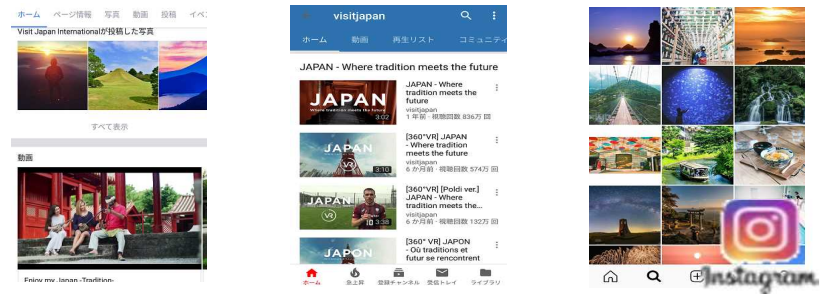 ホーム ページ情報 写真 動画 投稿 イベ
Visit Japan Internationalが投稿した写真
すべて表示
動画
Enjoy my Japan -Tradition-
visitjapan
ホーム 動画 再生リスト コミュニティ
JAPAN - Where tradition meets the future
JAPAN
Where tradition meets the future
3:02
JAPAN - Where
tradition meets the
future
visitjapan
1 年前・視聴回数 836万 回
JAPAN
VR
3:10
[360°VR] JAPAN
- Where tradition
meets the future
visitjapan
6 か月前・視聴回数 574万 回
JAPAN
VR
3:38
[360°VR] [Poldi ver.]
JAPAN - Where
tradition meets the...
visitjapan
6 か月前・視聴回数 132万 回
JAPON
[360° VR] JAPON
- Où traditions et
futur se rencontrent
ホーム 急上昇 登録チャンネル 受信トレイ ライブラリ
Instagram